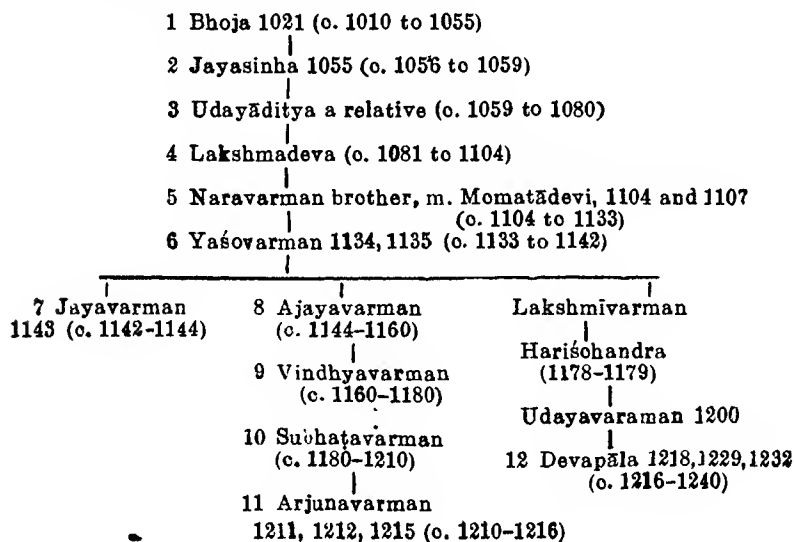 1 Bhoja 1021 (c. 1010 to 1055)
2 Jayasinha 1055 (c. 1056 to 1059)
3 Udayāditya a relative (c. 1059 to 1080)
4 Lakshmadeva (c. 1081 to 1104)
5 Naravarman brother, m. Momatādevi, 1104 and 1107
(c. 1104 to 1133)
6 Yaśovarman 1134, 1135 (c. 1133 to 1142)
7 Jayavarman 8 Ajayavarman Lakshmīvarman
1143 (c. 1142-1144) (c. 1144-1160)
Hariśchandra
9 Vindhyavarman (1178-1179)
(c. 1160-1180)
Udayavaraman 1200
10 Subhaṭavarman
(c. 1180-1210) 12 Devapāla 1218, 1229, 1232
(c. 1216-1240)
11 Arjunavarman
1211, 1212, 1215 (c. 1210-1216)